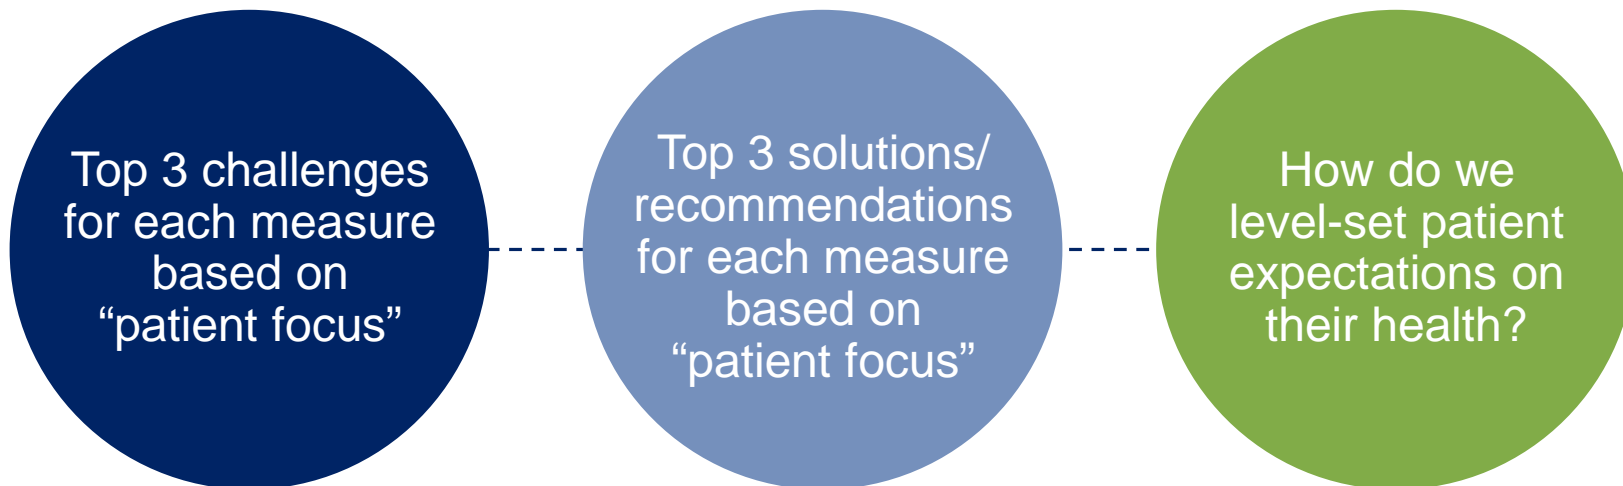 Top 3 challenges
for each measure
based on
“patient focus”
Top 3 solutions/
recommendations
for each measure
based on
“patient focus”
How do we
level-set patient
expectations on
their health?